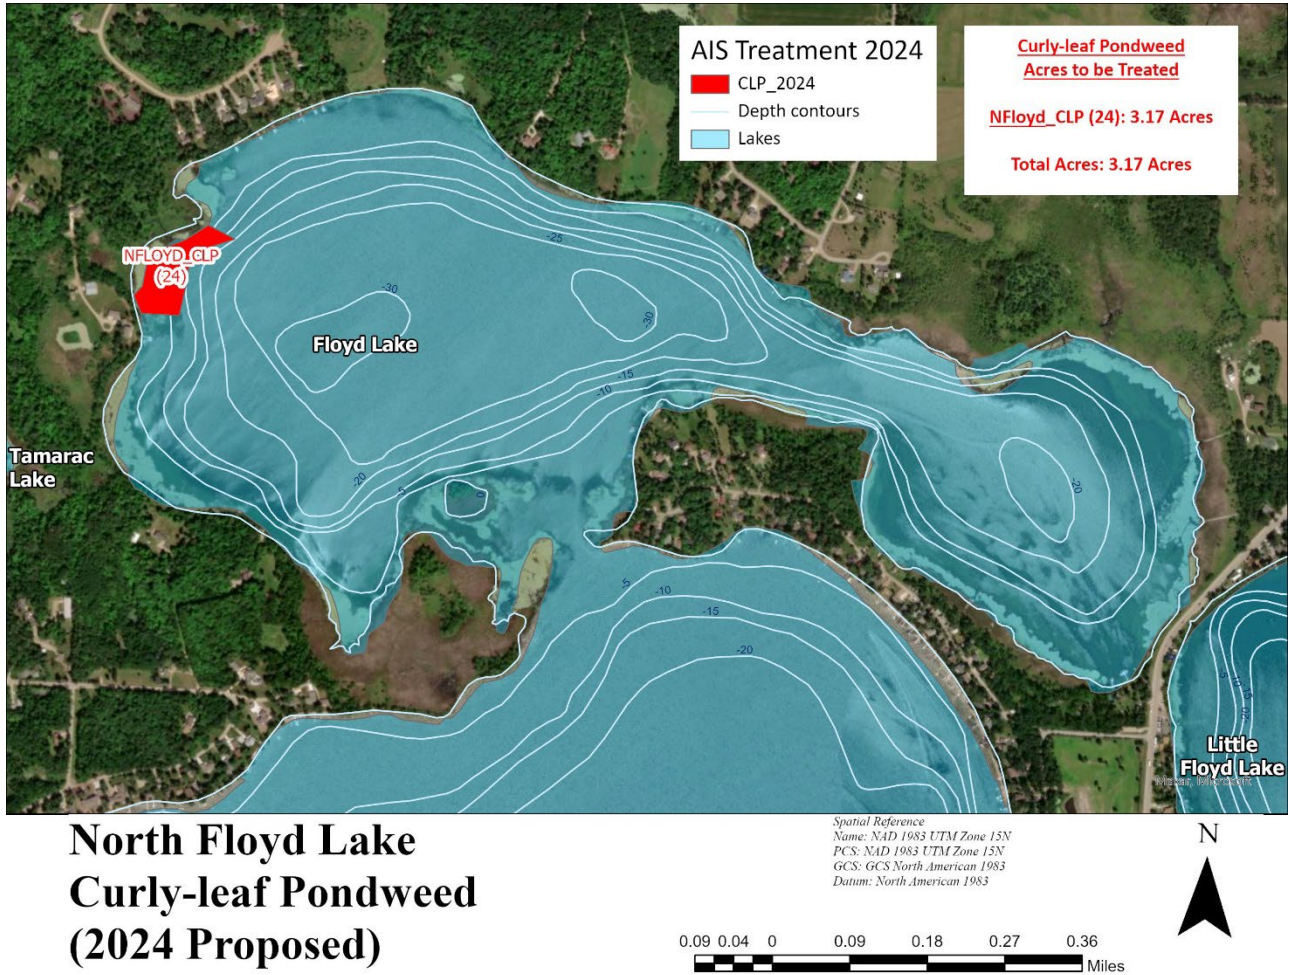 AIS Treatment 2024
CLP_2024
Depth contours
Lakes
Curly-leaf Pondweed
Acres to be Treated
NFloyd_CLP (24): 3.17 Acres
Total Acres: 3.17 Acres
NFLOYD_CLP
(24)
-25
-30
-30
Floyd Lake
-15
-10
Tamarac
Lake
-20
-5
0
-20
-5
-10
-15
-20
-5
-10
-15
-20
Little
Floyd Lake
Maxar, Microsoft
North Floyd Lake
Curly-leaf Pondweed
(2024 Proposed)
Spatial Reference
Name: NAD 1983 UTM Zone 15N
PCS: NAD 1983 UTM Zone 15N
GCS: GCS North American 1983
Datum: North American 1983
N
0.09 0.04 0 0.09 0.18 0.27 0.36
Miles